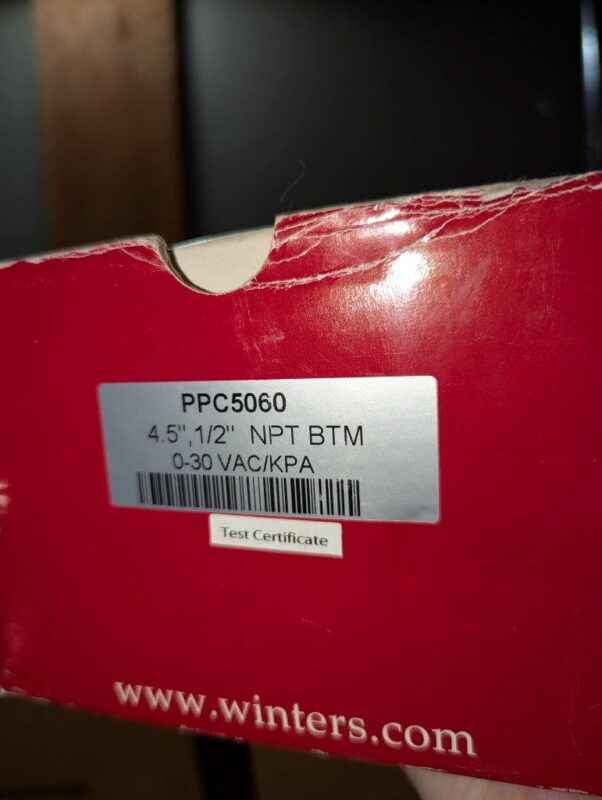 PPC5060
4.5",1/2" NPT BTM
0-30 VAC/KPA
Test Certificate
www.winters.com